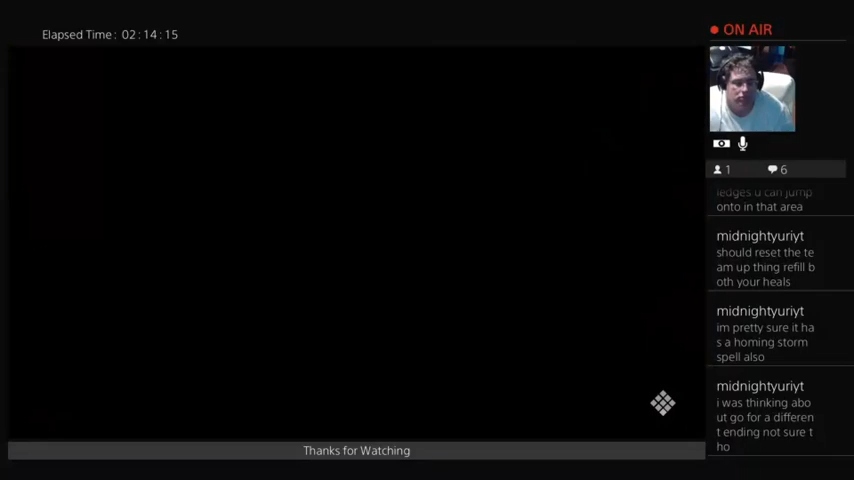 Elapsed Time: 02:14:15
ON AIR
1
6
ledges u can jump
onto in that area
midnightyuriyt
should reset the te
am up thing refill b
oth your heals
midnightyuriyt
im pretty sure it ha
s a homing storm
spell also
midnightyuriyt
i was thinking abo
ut go for a differen
t ending not sure t
ho
Thanks for Watching